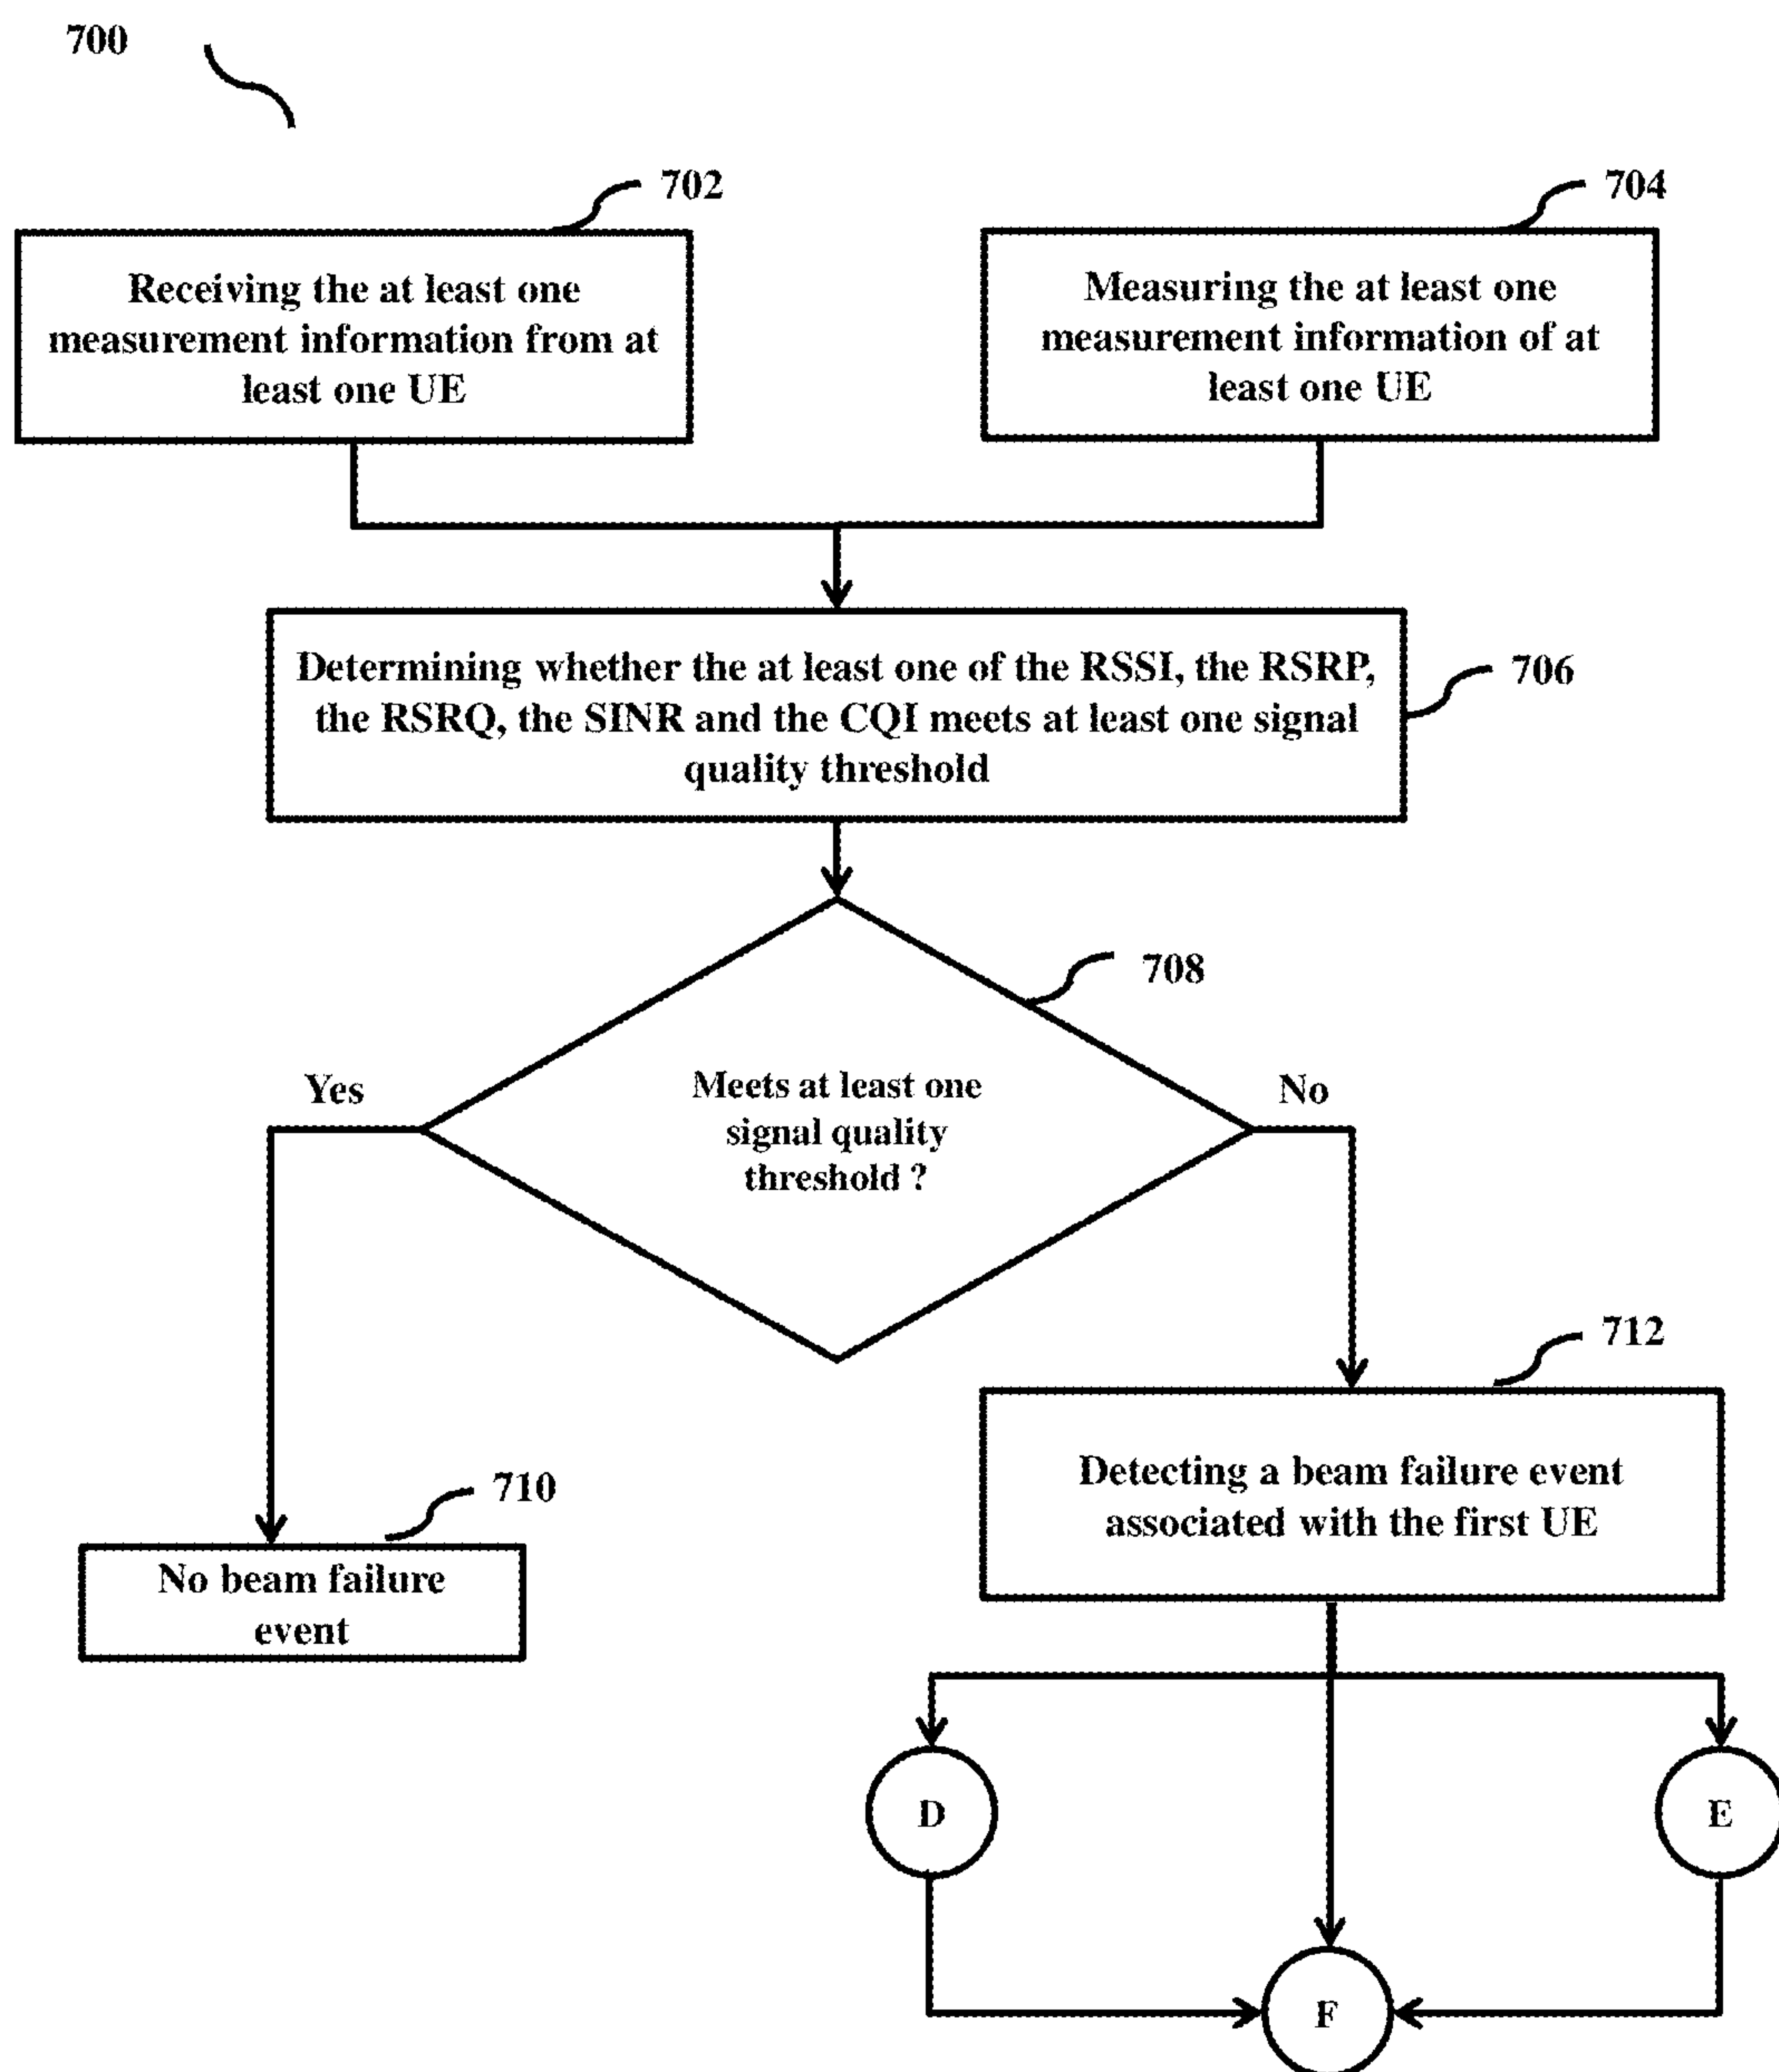 700
702
704
Receiving the at least one
measurement information from at
least one UE
Measuring the at least one
measurement information of at
least one UE
Determining whether the at least one of the RSSI, the RSRP,
the RSRQ, the SINR and the CQI meets at least one signal
quality threshold
706
708
Meets at least one
signal quality
threshold ?
Yes
No
712
Detecting a beam failure event
associated with the first UE
710
No beam failure
event
D
E
F